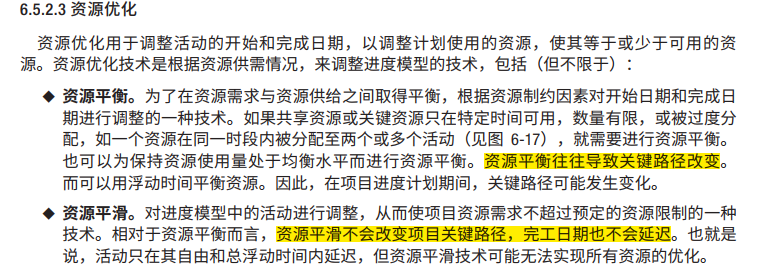 6.5.2.3 资源优化
资源优化用于调整活动的开始和完成日期，以调整计划使用的资源，使其等于或少于可用的资
源。资源优化技术是根据资源供需情况，来调整进度模型的技术，包括（但不限于）：
◆ 资源平衡。为了在资源需求与资源供给之间取得平衡，根据资源制约因素对开始日期和完成日
期进行调整的一种技术。如果共享资源或关键资源只在特定时间可用，数量有限，或被过度分
配，如一个资源在同一时段内被分配至两个或多个活动（见图 6-17），就需要进行资源平衡。
也可以为保持资源使用量处于均衡水平而进行资源平衡。资源平衡往往导致关键路径改变。
而可以用浮动时间平衡资源。因此，在项目进度计划期间，关键路径可能发生变化。
◆ 资源平滑。对进度模型中的活动进行调整，从而使项目资源需求不超过预定的资源限制的一种
技术。相对于资源平衡而言，资源平滑不会改变项目关键路径，完工日期也不会延迟。也就是
说，活动只在其自由和总浮动时间内延迟，但资源平滑技术可能无法实现所有资源的优化。